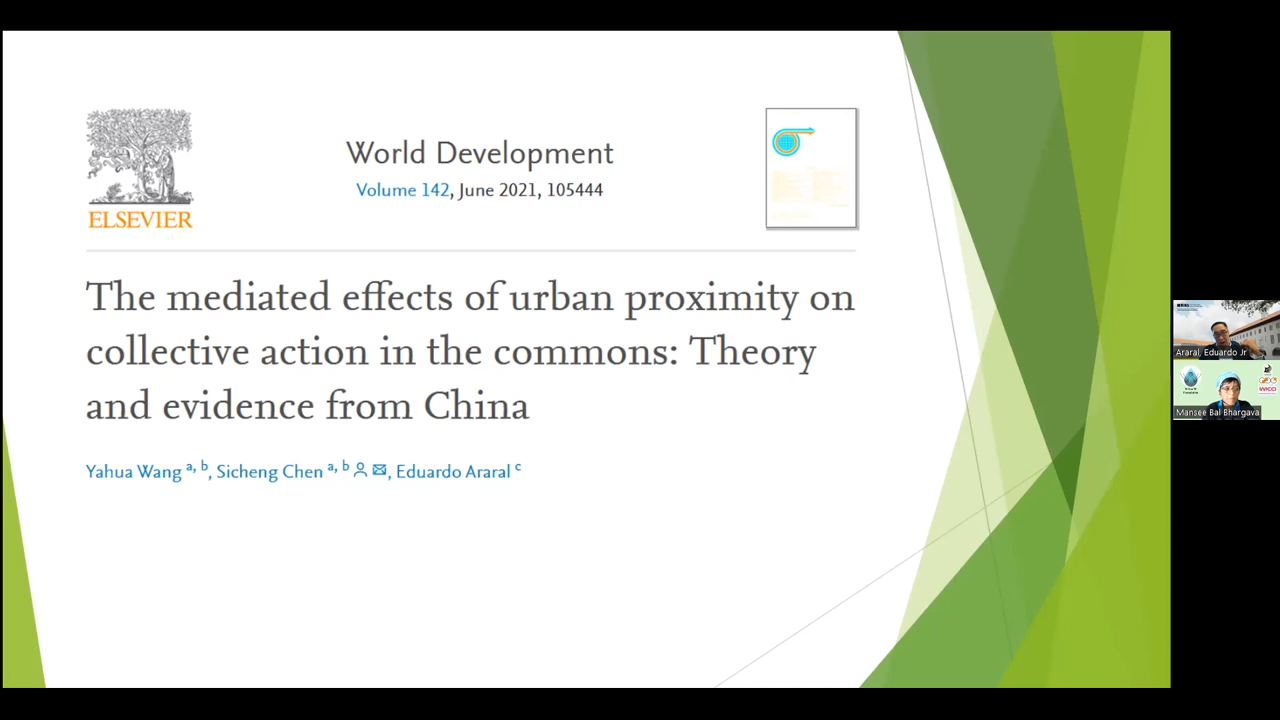 World Development
Volume 142, June 2021, 105444
ELSEVIER
The mediated effects of urban proximity on
collective action in the commons: Theory
and evidence from China
Yahua Wang a, b, Sicheng Chen a, b, Eduardo Araral c
Araral, Eduardo Jr
Mansee Bal Bhargava
WICCI